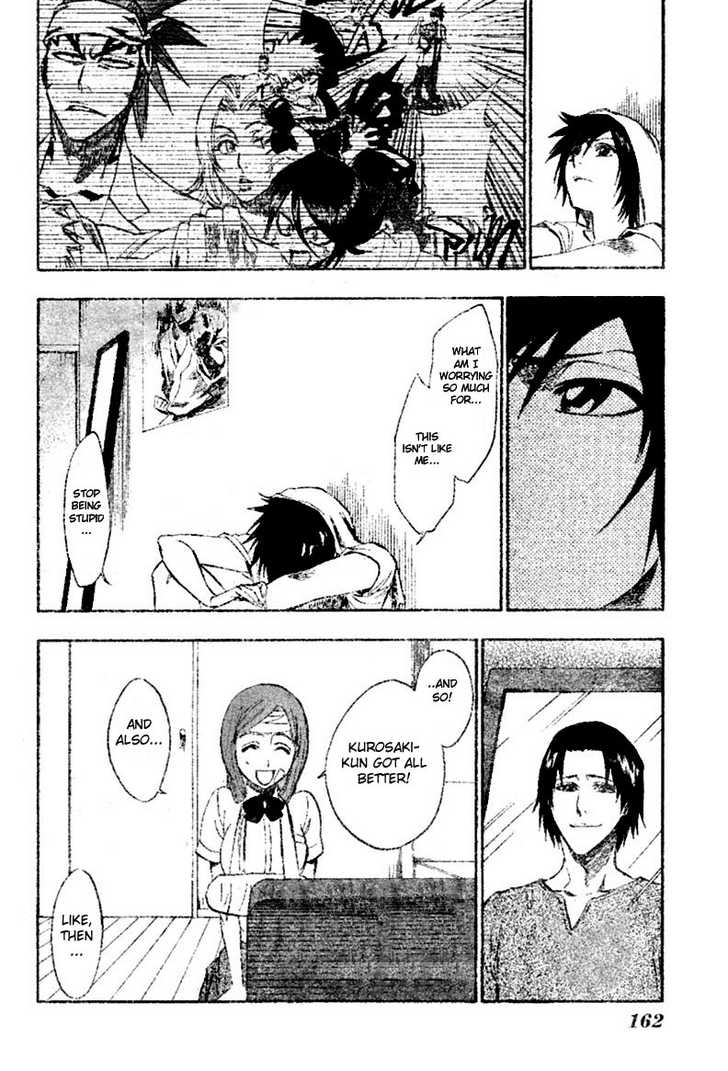 WHAT
AM I
WORRYING
SO MUCH
FOR...
THIS
ISN'T LIKE
ME...
STOP
BEING
STUPID
...
..AND
SO!
KUROSAKI-
KUN GOT ALL
BETTER!
AND
ALSO...
LIKE,
THEN
...
162